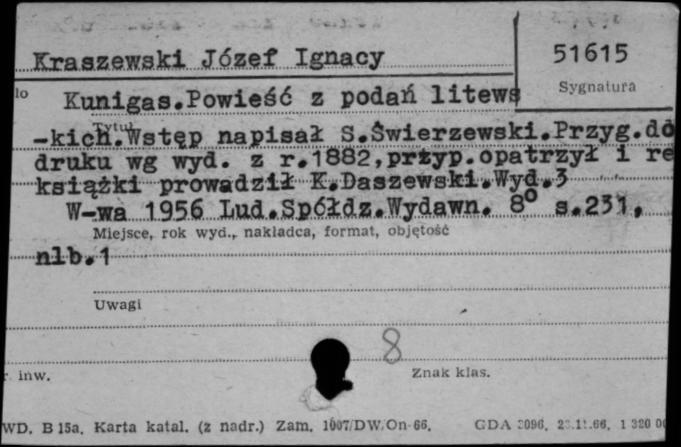 Kraszewski Józef Ignacy
51615
Sygnatura
Kunigas.Powieść z podań litews
Tytuł
-kich.Wstęp napisał S.Świerzewski.Przyg.do
druku wg wyd. z r.1882,przyp.opatrzył i re
książki prowadził K.Daszewski.Wyd.3
W-wa 1956 Lud.Spółdz.Wydawn. 8° s.231,
Miejsce, rok wyd., nakładca, format, objętość
nlb.1
Uwagi
8
inw.
Znak klas.
WD. B 15a. Karta katal. (z nadr.) Zam. 1007/DW/On-66. GDA 2096.